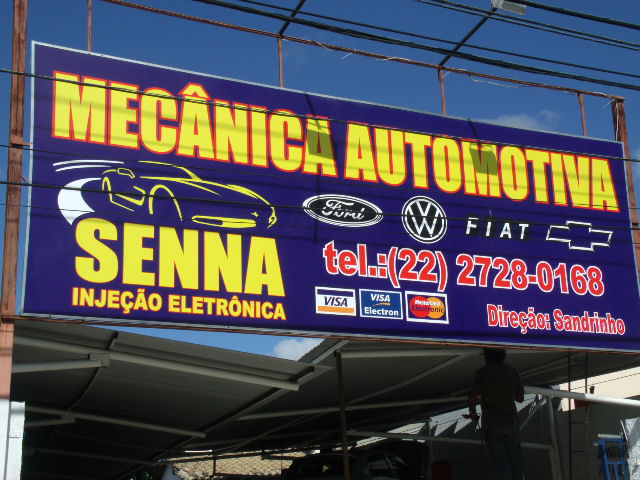 MECÂNICA AUTOMOTIVA
Ford
FIAT
SENNA
tel.:(22) 2728-0168
INJEÇÃO ELETRÔNICA
VISA
VISA
Electron
MasterCard
Electronic
Direção: Sandrinho